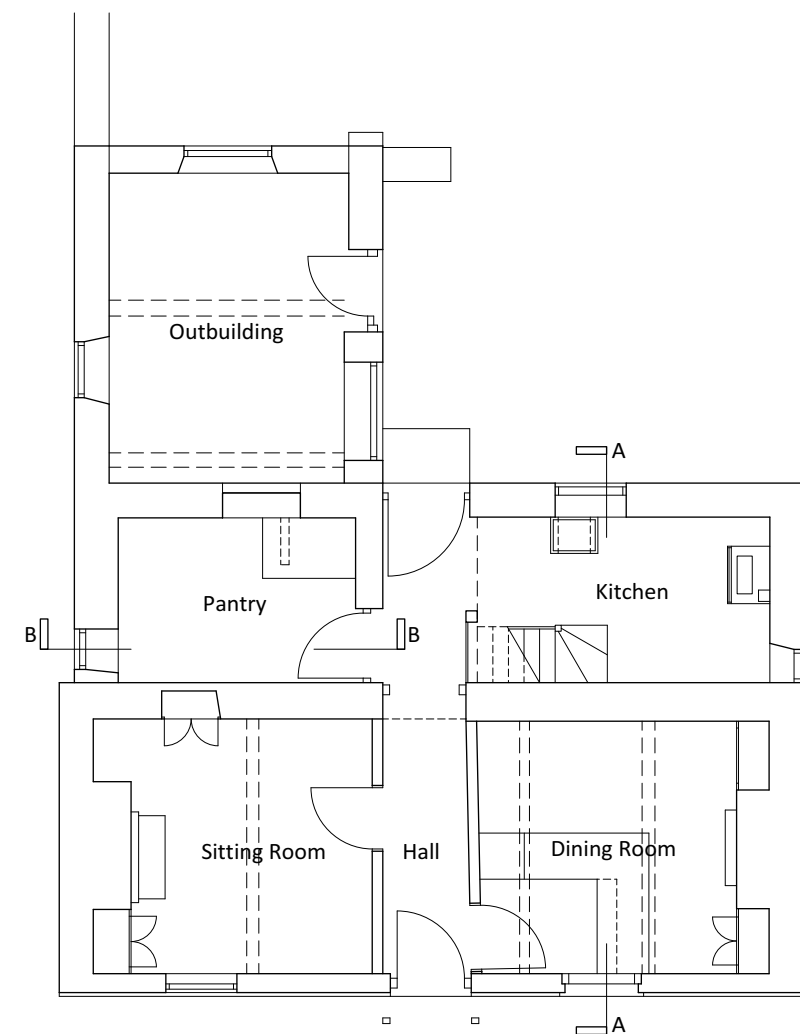 Outbuilding
A
Kitchen
Pantry
B
B
Sitting Room
Hall
Dining Room
A